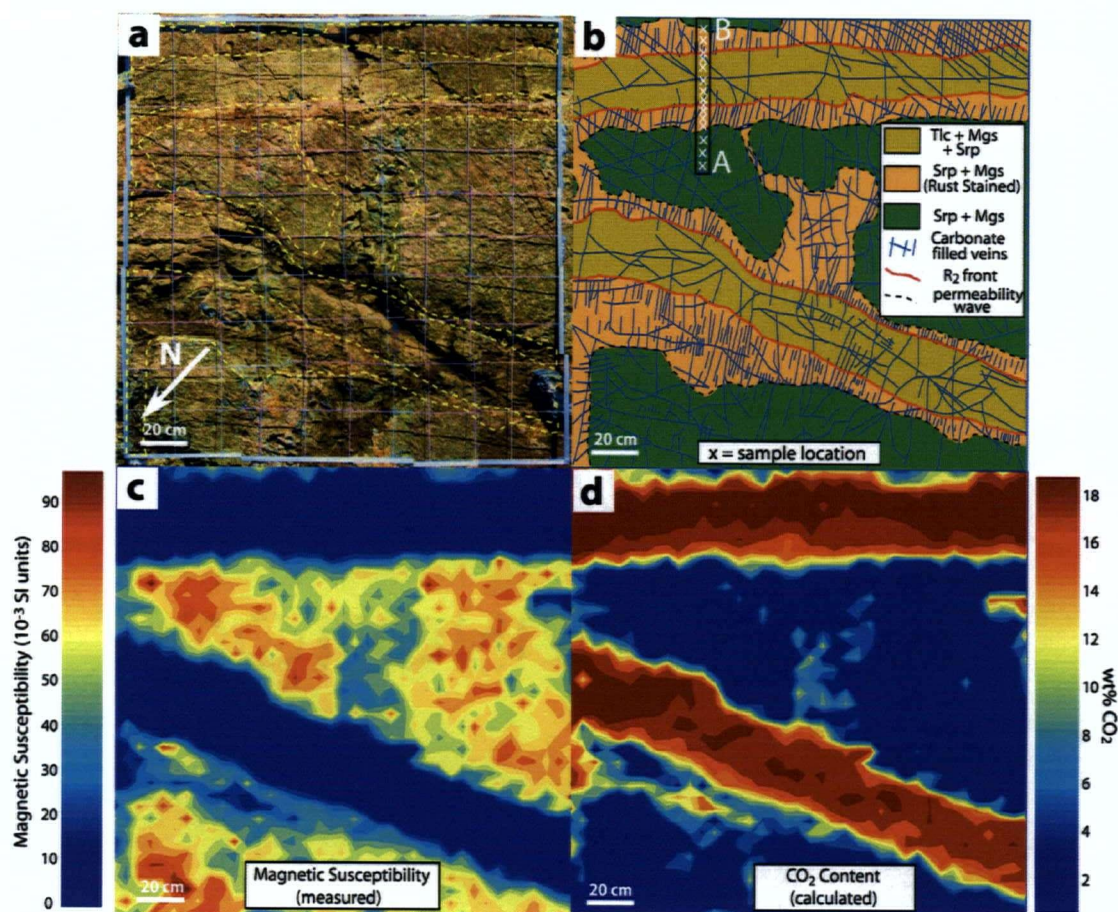 a
N
20 cm
b
B
A
Tlc + Mgs
+ Srp
Srp + Mgs
(Rust Stained)
Srp + Mgs
Carbonate
filled veins
R₂ front
permeability
wave
20 cm
x = sample location
c
Magnetic Susceptibility (10⁻³ SI units)
90
80
70
60
50
40
30
20
10
0
20 cm
Magnetic Susceptibility
(measured)
d
20 cm
CO₂ Content
(calculated)
18
16
14
12
10
8
6
4
2
wt% CO₂